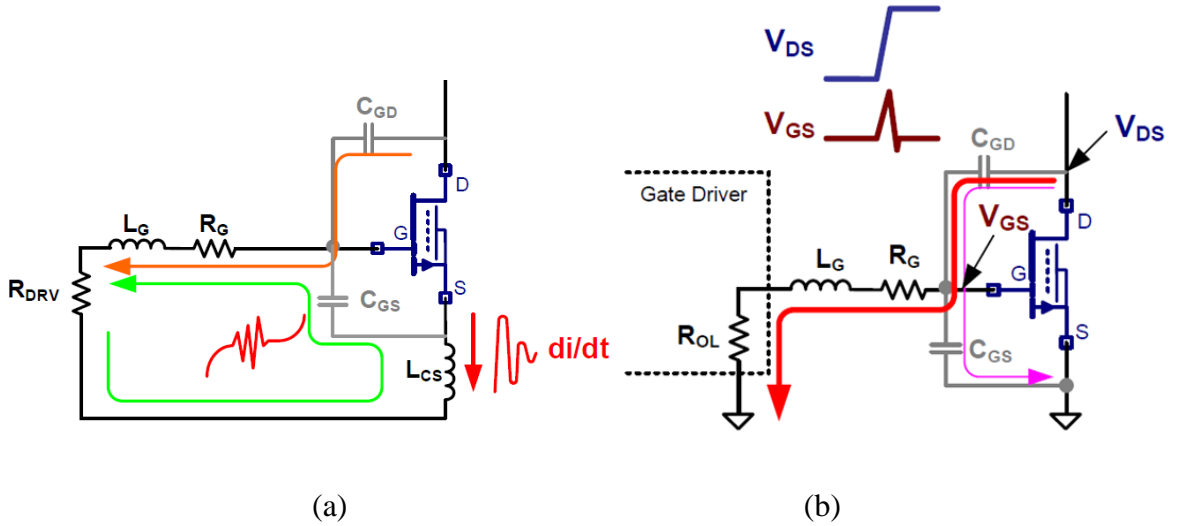 C_GD
D
L_G
R_G
G
R_DRV
C_GS
S
L_CS
di/dt
(a)
V_DS
V_GS
V_DS
C_GD
Gate Driver
D
V_GS
L_G
R_G
G
R_OL
C_GS
S
(b)